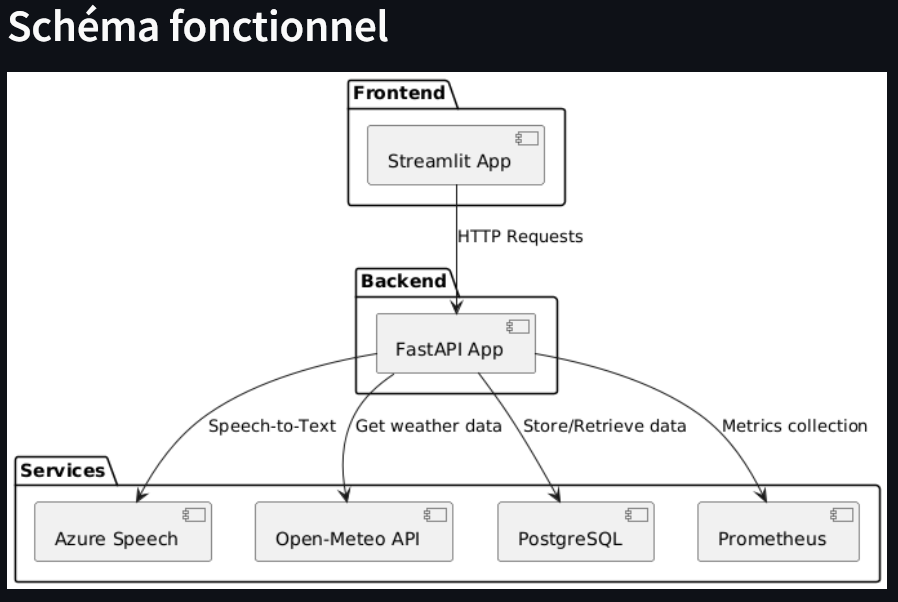 Schéma fonctionnel
Frontend
Streamlit App
HTTP Requests
Backend
FastAPI App
Speech-to-Text
Get weather data
Store/Retrieve data
Metrics collection
Services
Azure Speech
Open-Meteo API
PostgreSQL
Prometheus